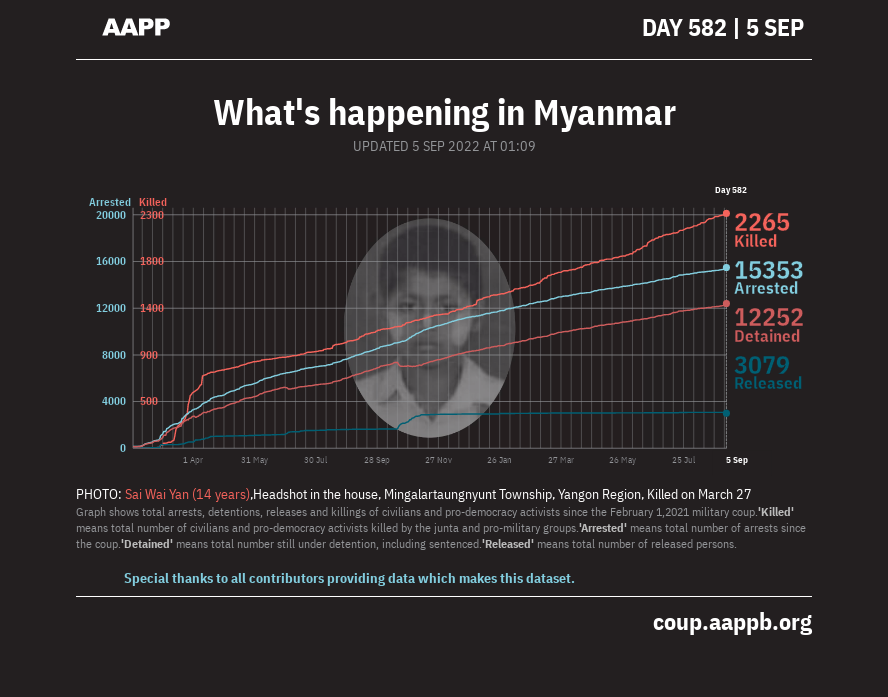 AAPP
DAY 582 | 5 SEP
What's happening in Myanmar
UPDATED 5 SEP 2022 AT 01:09
Day 582
Arrested Killed
20000 2300
16000 1800
12000 1400
8000 900
4000 500
0
2265
Killed
15353
Arrested
12252
Detained
3079
Released
1 Apr 31 May 30 Jul 28 Sep 27 Nov 26 Jan 27 Mar 26 May 25 Jul 5 Sep
PHOTO: Sai Wai Yan (14 years),Headshot in the house, Mingalartaungnyunt Township, Yangon Region, Killed on March 27
Graph shows total arrests, detentions, releases and killings of civilians and pro-democracy activists since the February 1,2021 military coup.'Killed'
means total number of civilians and pro-democracy activists killed by the junta and pro-military groups.'Arrested' means total number of arrests since
the coup.'Detained' means total number still under detention, including sentenced.'Released' means total number of released persons.
Special thanks to all contributors providing data which makes this dataset.
coup.aappb.org